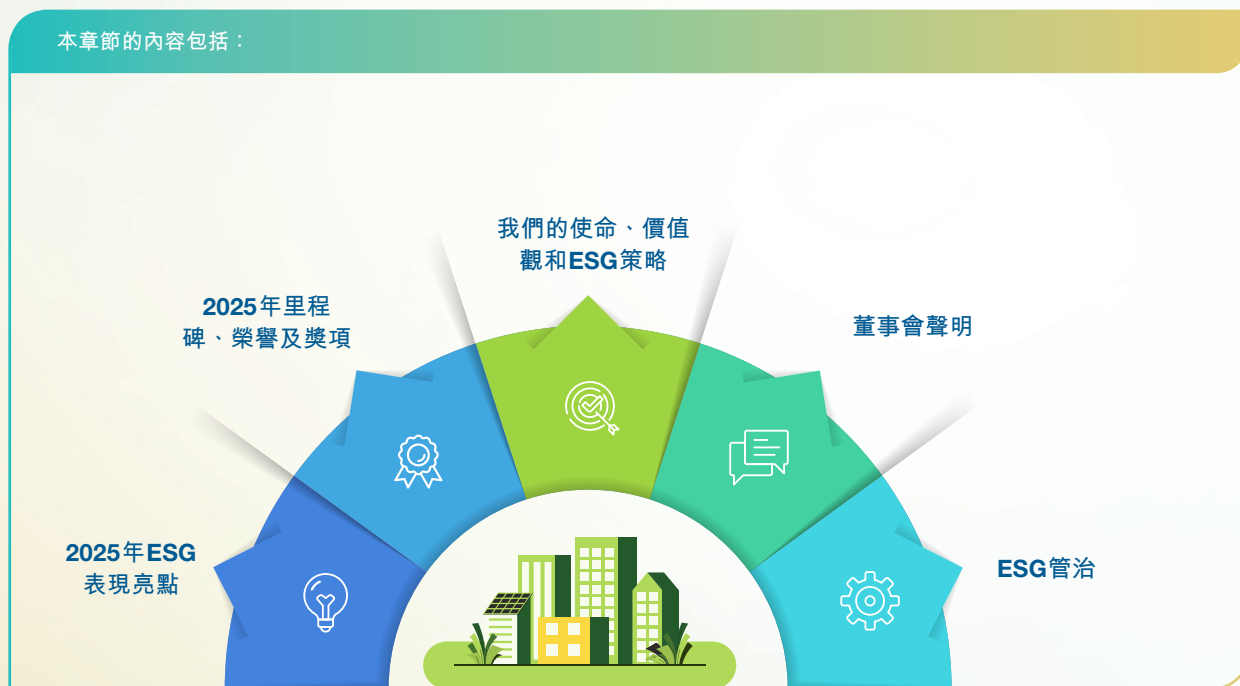 本章節的內容包括：
2025年ESG
表現亮點
2025年里程
碑、榮譽及獎項
我們的使命、價值
觀和ESG策略
董事會聲明
ESG管治